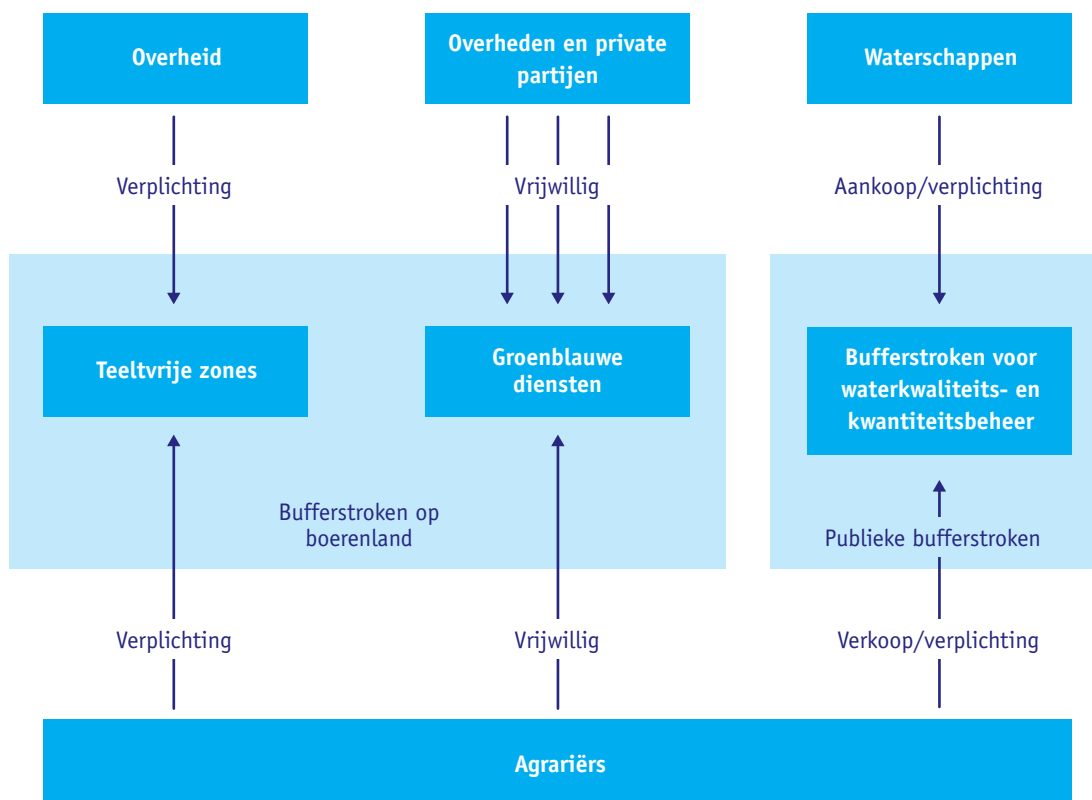 Overheid
Overheden en private
partijen
Waterschappen
Verplichting
Vrijwillig
Aankoop/verplichting
Teeltvrije zones
Groenblauwe
diensten
Bufferstroken voor
waterkwaliteits- en
kwantiteitsbeheer
Bufferstroken op
boerenland
Publieke bufferstroken
Verplichting
Vrijwillig
Verkoop/verplichting
Agrariërs